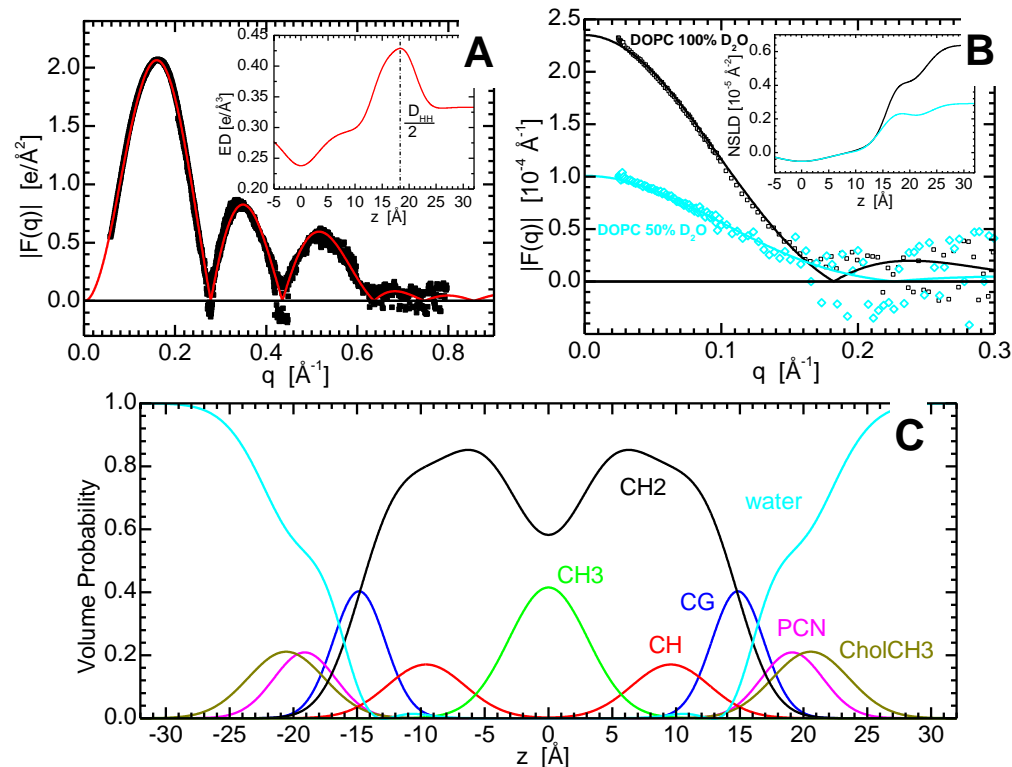 A
2.0
1.5
1.0
0.5
0.0
|F(q)| [e/Å²]
0.0 0.2 0.4 0.6 0.8
q [Å⁻¹]
0.45
0.40
0.35
0.30
0.25
0.20
ED [e/Å³]
D_HH
2
-5 0 5 10 15 20 25 30
z [Å]
B
2.5
2.0
1.5
1.0
0.5
0.0
|F(q)| [10⁻⁴ Å⁻¹]
DOPC 100% D₂O
DOPC 50% D₂O
0.0 0.1 0.2 0.3
q [Å⁻¹]
0.6
0.4
0.2
0.0
NSLD [10⁻⁵ Å⁻²]
-5 0 5 10 15 20 25 30
z [Å]
C
1.0
0.8
0.6
0.4
0.2
0.0
Volume Probability
CH2
water
CH3
CG
PCN
CH
CholCH3
-30 -25 -20 -15 -10 -5 0 5 10 15 20 25 30
z [Å]